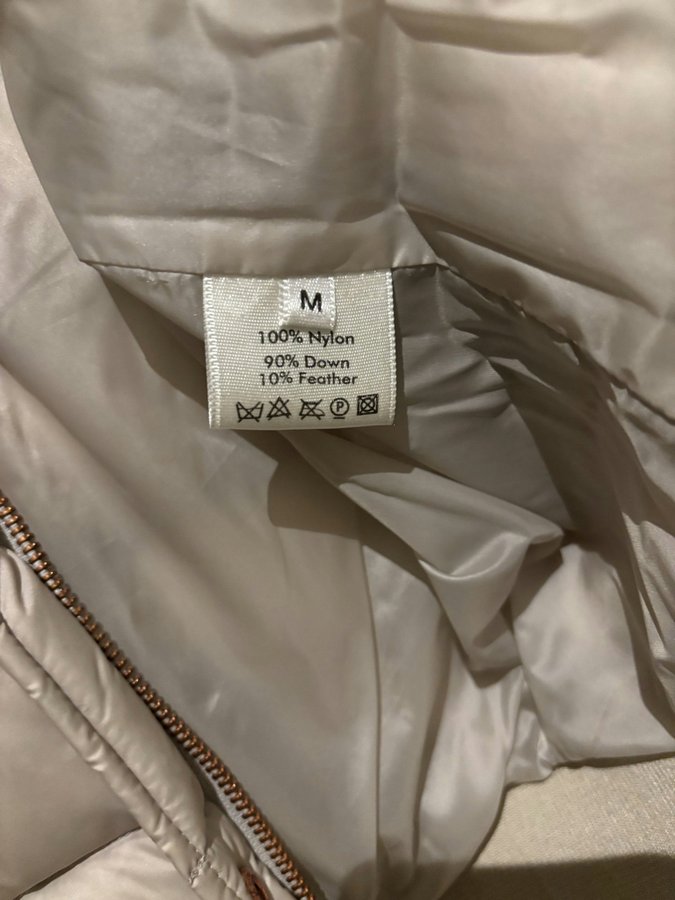 M
100% Nylon
90% Down
10% Feather
P